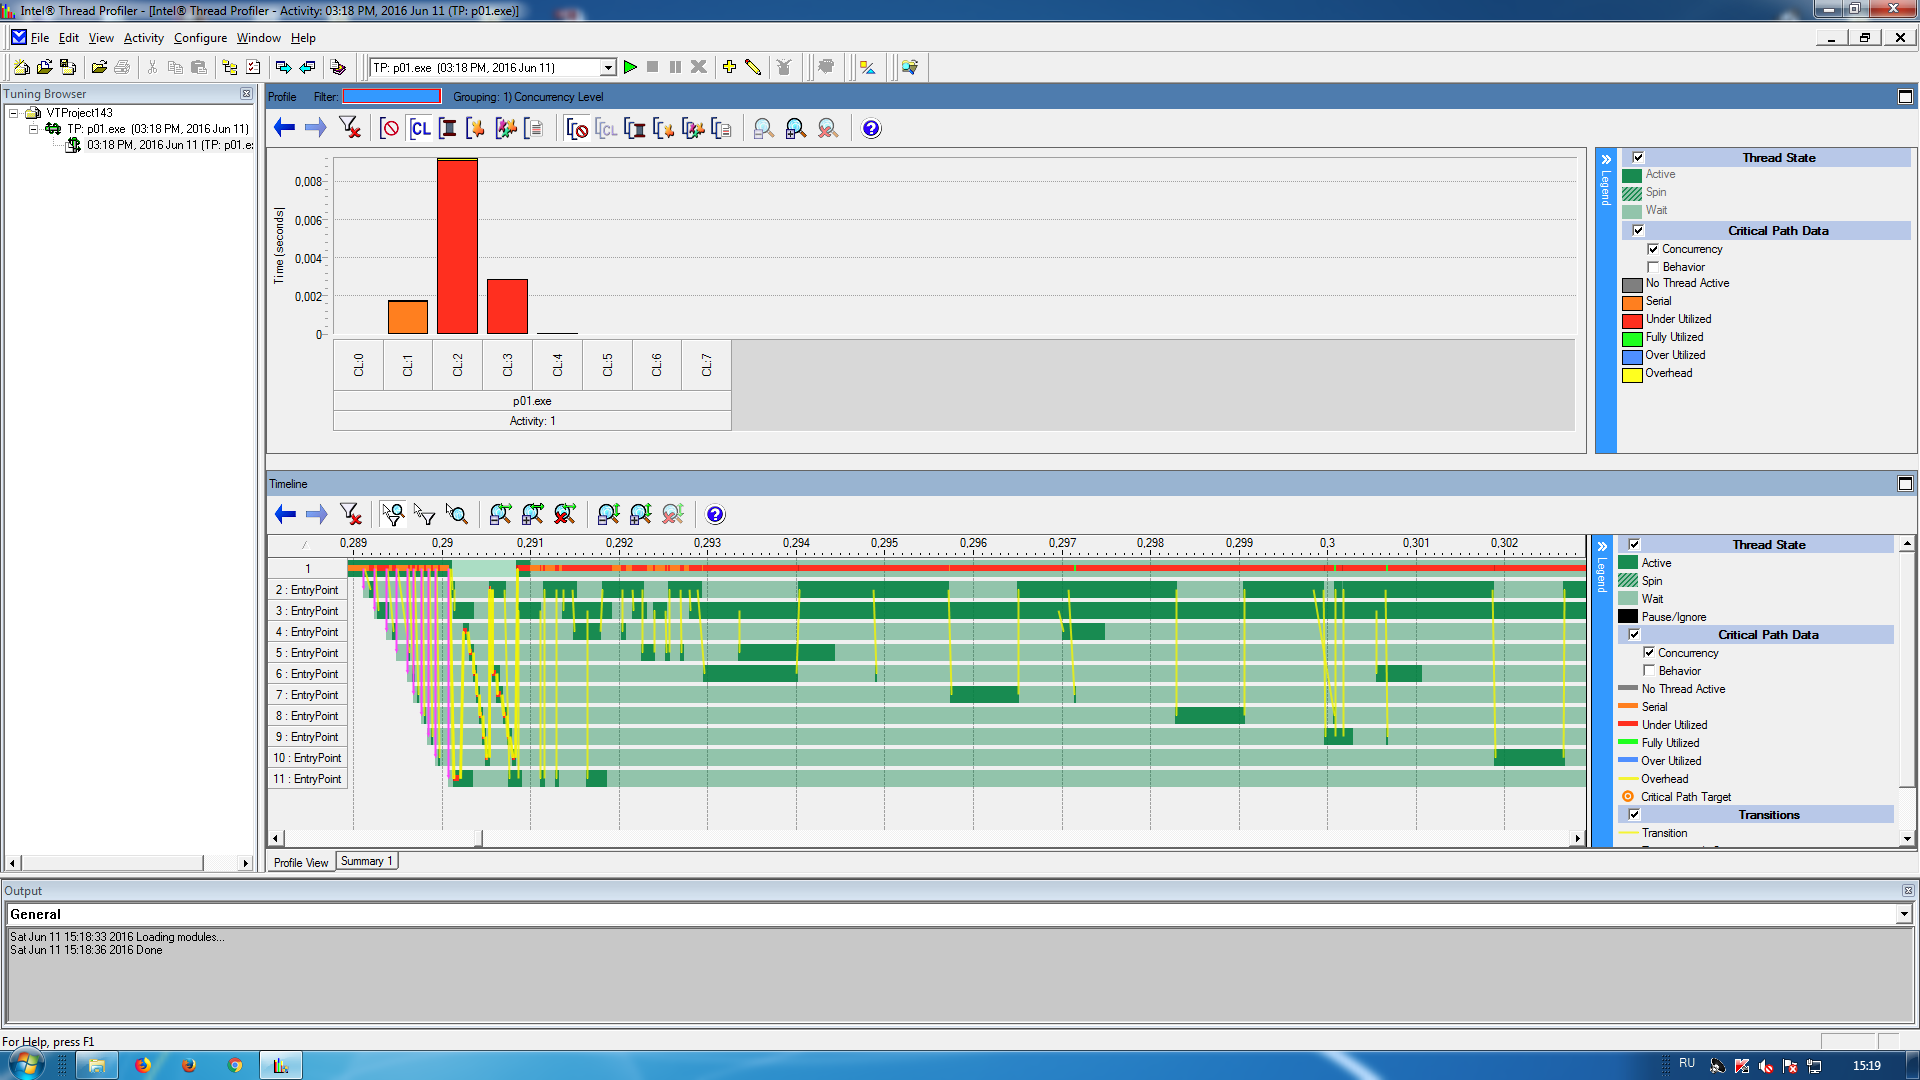 Intel® Thread Profiler - [Intel® Thread Profiler - Activity: 03:18 PM, 2016 Jun 11 (TP: p01.exe)]
File Edit View Activity Configure Window Help
TP: p01.exe (03:18 PM, 2016 Jun 11)
Tuning Browser
VTProject143
TP: p01.exe (03:18 PM, 2016 Jun 11)
03:18 PM, 2016 Jun 11 (TP: p01.e
Profile Filter: Grouping: 1) Concurrency Level
[CL [CL
Time (seconds)
0,008
0,006
0,004
0,002
0
CL:0 CL:1 CL:2 CL:3 CL:4 CL:5 CL:6 CL:7
p01.exe
Activity: 1
Legend
Thread State
Active
Spin
Wait
Critical Path Data
Concurrency
Behavior
No Thread Active
Serial
Under Utilized
Fully Utilized
Over Utilized
Overhead
Timeline
0,289 0,29 0,291 0,292 0,293 0,294 0,295 0,296 0,297 0,298 0,299 0,3 0,301 0,302
1
2 : EntryPoint
3 : EntryPoint
4 : EntryPoint
5 : EntryPoint
6 : EntryPoint
7 : EntryPoint
8 : EntryPoint
9 : EntryPoint
10 : EntryPoint
11 : EntryPoint
Legend
Thread State
Active
Spin
Wait
Pause/Ignore
Critical Path Data
Concurrency
Behavior
No Thread Active
Serial
Under Utilized
Fully Utilized
Over Utilized
Overhead
Critical Path Target
Transitions
Transition
Profile View Summary 1
Output
General
Sat Jun 11 15:18:33 2016 Loading modules...
Sat Jun 11 15:18:36 2016 Done
For Help, press F1
RU 15:19